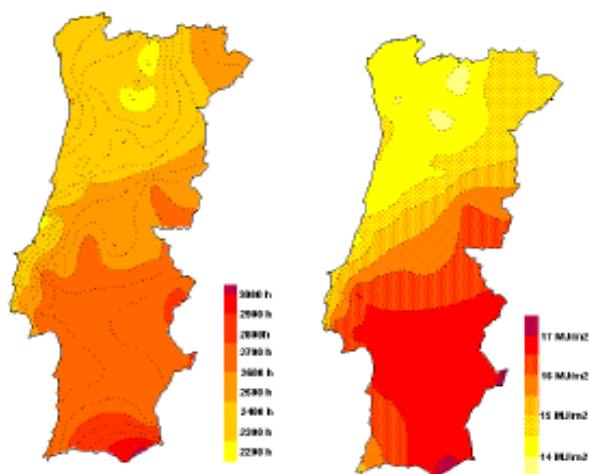 3000 h
2900 h
2800h
2700 h
2600 h
2500 h
2400 h
2300 h
2200 h
17 MJ/m2
16 MJ/m2
15 MJ/m2
14 MJ/m2